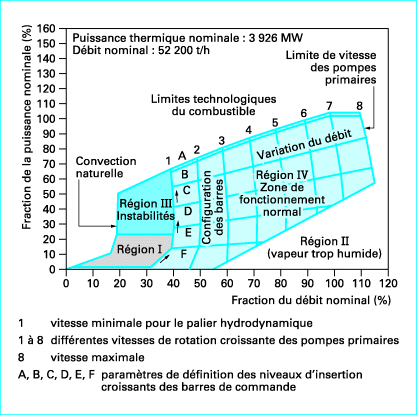 Puissance thermique nominale : 3 926 MW
Débit nominal : 52 200 t/h
Fraction de la puissance nominale (%)
160
150
140
130
120
110
100
90
80
70
60
50
40
30
20
10
0
Limite de vitesse
des pompes
primaires
Limites technologiques
du combustible
1 A 2 3 4 5 6 7 8
B
C
D
E
F
Convection
naturelle
Variation du débit
Configuration
des barres
Région III
Instabilités
Région IV
Zone de
fonctionnement
normal
Région I
Région II
(vapeur trop humide)
0 10 20 30 40 50 60 70 80 90 100 110 120
Fraction du débit nominal (%)
1 vitesse minimale pour le palier hydrodynamique
1 à 8 différentes vitesses de rotation croissante des pompes primaires
8 vitesse maximale
A, B, C, D, E, F paramètres de définition des niveaux d'insertion
croissants des barres de commande